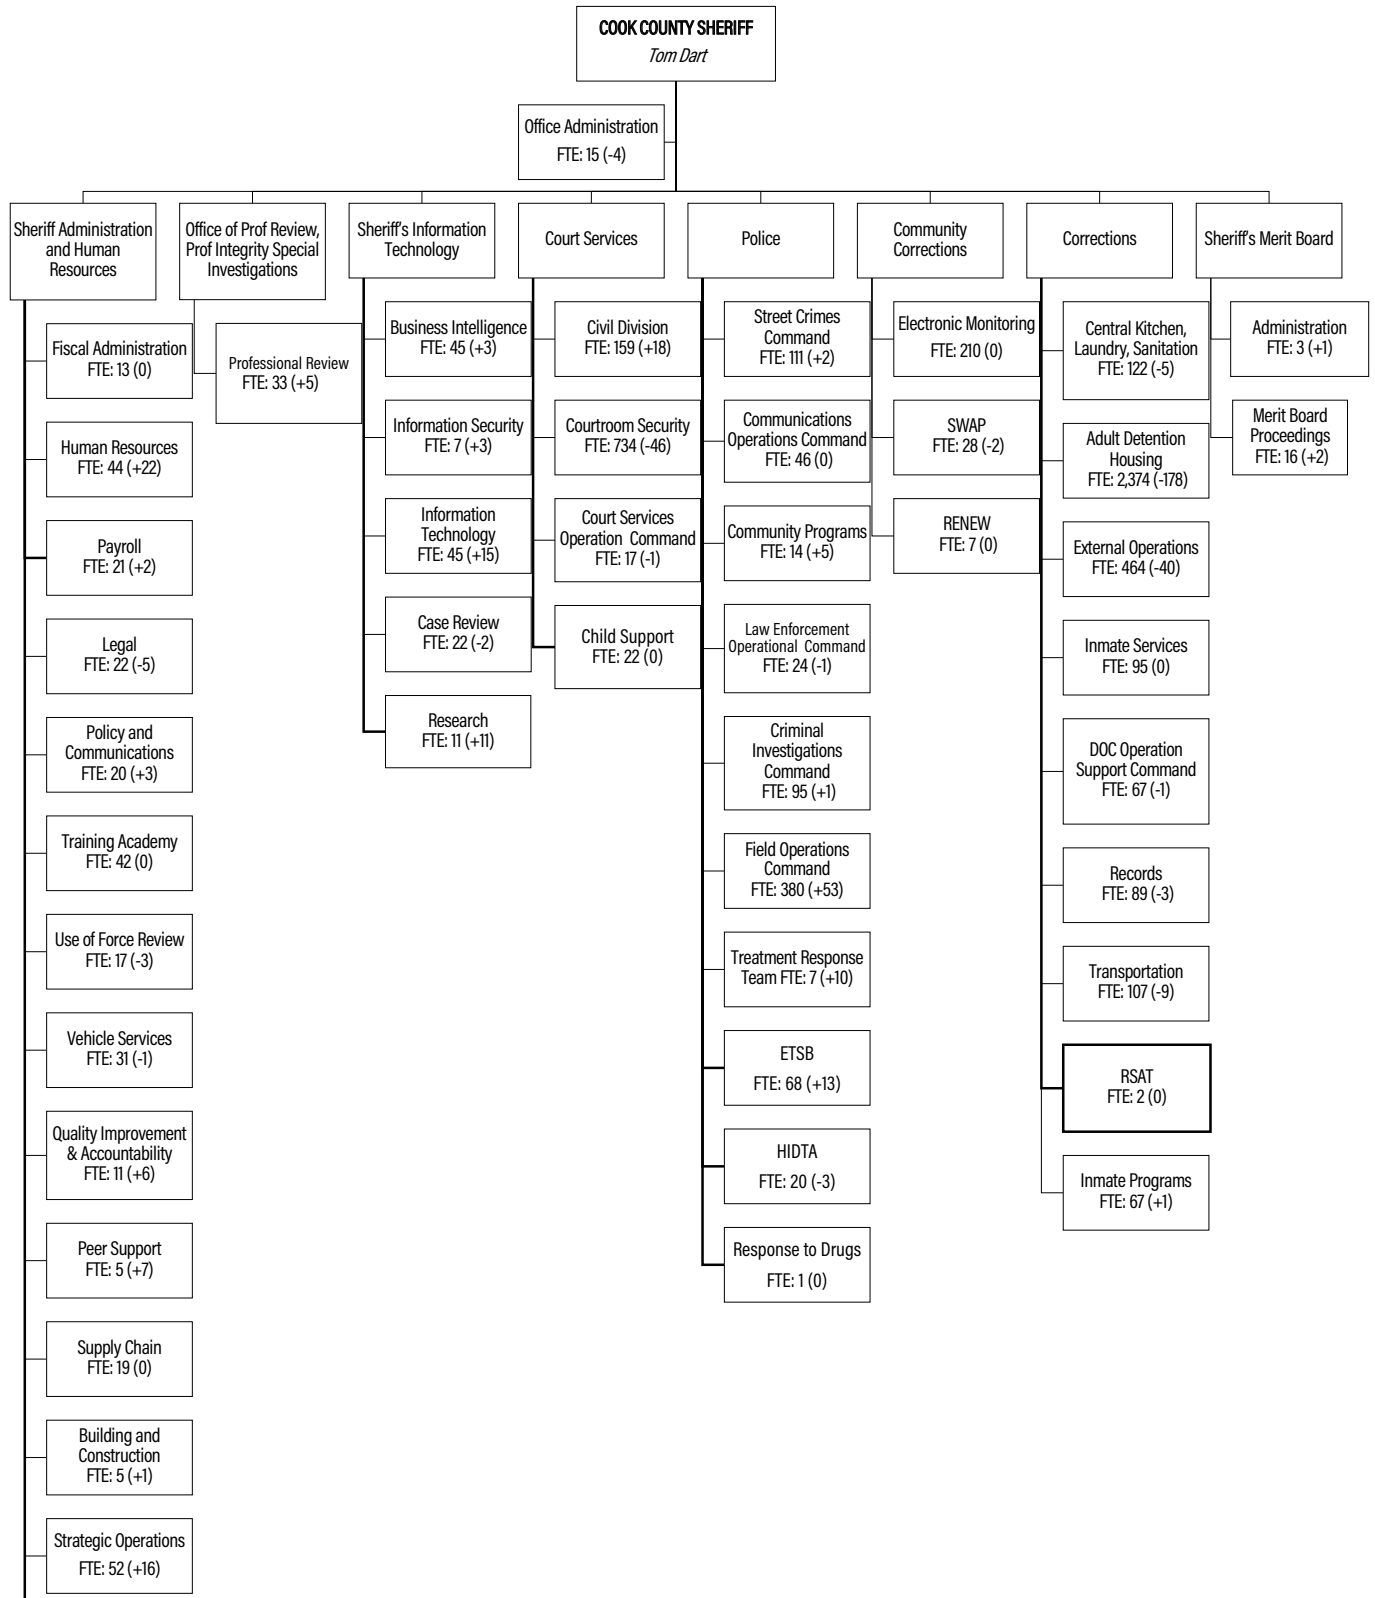 COOK COUNTY SHERIFF
Tom Dart
Office Administration
FTE: 15 (-4)
Sheriff Administration
and Human
Resources
Fiscal Administration
FTE: 13 (0)
Human Resources
FTE: 44 (+22)
Payroll
FTE: 21 (+2)
Legal
FTE: 22 (-5)
Policy and
Communications
FTE: 20 (+3)
Training Academy
FTE: 42 (0)
Use of Force Review
FTE: 17 (-3)
Vehicle Services
FTE: 31 (-1)
Quality Improvement
& Accountability
FTE: 11 (+6)
Peer Support
FTE: 5 (+7)
Supply Chain
FTE: 19 (0)
Building and
Construction
FTE: 5 (+1)
Strategic Operations
FTE: 52 (+16)
Office of Prof Review,
Prof Integrity Special
Investigations
Professional Review
FTE: 33 (+5)
Sheriff's Information
Technology
Business Intelligence
FTE: 45 (+3)
Information Security
FTE: 7 (+3)
Information
Technology
FTE: 45 (+15)
Case Review
FTE: 22 (-2)
Research
FTE: 11 (+11)
Court Services
Civil Division
FTE: 159 (+18)
Courtroom Security
FTE: 734 (-46)
Court Services
Operation Command
FTE: 17 (-1)
Child Support
FTE: 22 (0)
Police
Street Crimes
Command
FTE: 111 (+2)
Communications
Operations Command
FTE: 46 (0)
Community Programs
FTE: 14 (+5)
Law Enforcement
Operational Command
FTE: 24 (-1)
Criminal
Investigations
Command
FTE: 95 (+1)
Field Operations
Command
FTE: 380 (+53)
Treatment Response
Team FTE: 7 (+10)
ETSB
FTE: 68 (+13)
HIDTA
FTE: 20 (-3)
Response to Drugs
FTE: 1 (0)
Community
Corrections
Electronic Monitoring
FTE: 210 (0)
SWAP
FTE: 28 (-2)
RENEW
FTE: 7 (0)
Corrections
Central Kitchen,
Laundry, Sanitation
FTE: 122 (-5)
Adult Detention
Housing
FTE: 2,374 (-178)
External Operations
FTE: 464 (-40)
Inmate Services
FTE: 95 (0)
DOC Operation
Support Command
FTE: 67 (-1)
Records
FTE: 89 (-3)
Transportation
FTE: 107 (-9)
RSAT
FTE: 2 (0)
Inmate Programs
FTE: 67 (+1)
Sheriff's Merit Board
Administration
FTE: 3 (+1)
Merit Board
Proceedings
FTE: 16 (+2)